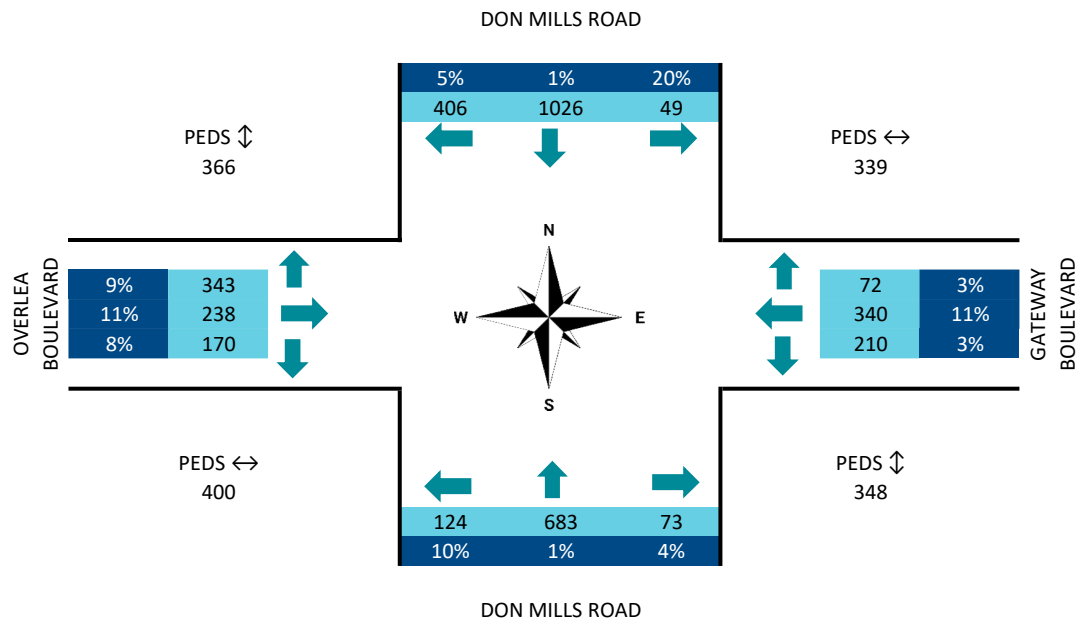 DON MILLS ROAD
5% 1% 20%
406 1026 49
PEDS ↕
366
PEDS ↔
339
OVERLEA
BOULEVARD
9% 343
11% 238
8% 170
N
W E
S
72 3%
340 11%
210 3%
GATEWAY
BOULEVARD
PEDS ↔
400
PEDS ↕
348
124 683 73
10% 1% 4%
DON MILLS ROAD